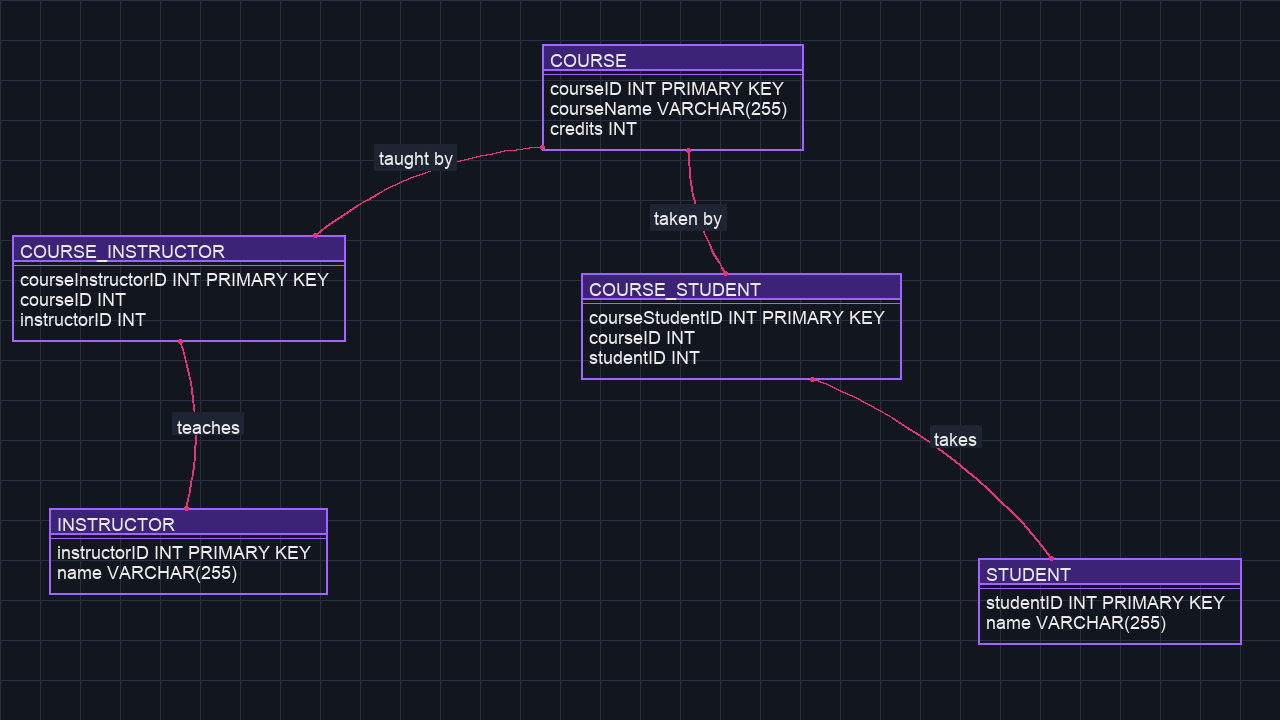 COURSE
courseID INT PRIMARY KEY
courseName VARCHAR(255)
credits INT
taught by
taken by
COURSE_INSTRUCTOR
courseInstructorID INT PRIMARY KEY
courseID INT
instructorID INT
COURSE_STUDENT
courseStudentID INT PRIMARY KEY
courseID INT
studentID INT
teaches
takes
INSTRUCTOR
instructorID INT PRIMARY KEY
name VARCHAR(255)
STUDENT
studentID INT PRIMARY KEY
name VARCHAR(255)